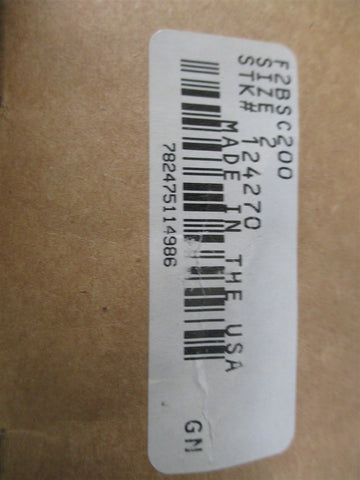 F2BSC200
SIZE 2
STK# 124270
MADE IN THE USA
782475114986
GN